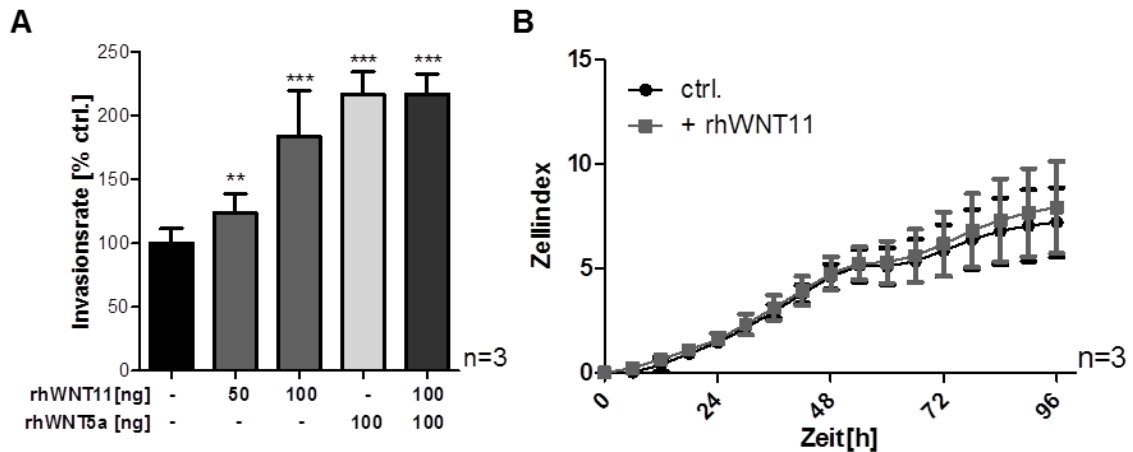 A
Invasionsrate [% ctrl.]
250
200
150
100
50
0
**
***
***
***
n=3
rhWNT11[ng] - 50 100 - 100
rhWNT5a [ng] - - - 100 100
B
Zellindex
15
10
5
0
ctrl.
+ rhWNT11
n=3
0 24 48 72 96
Zeit[h]